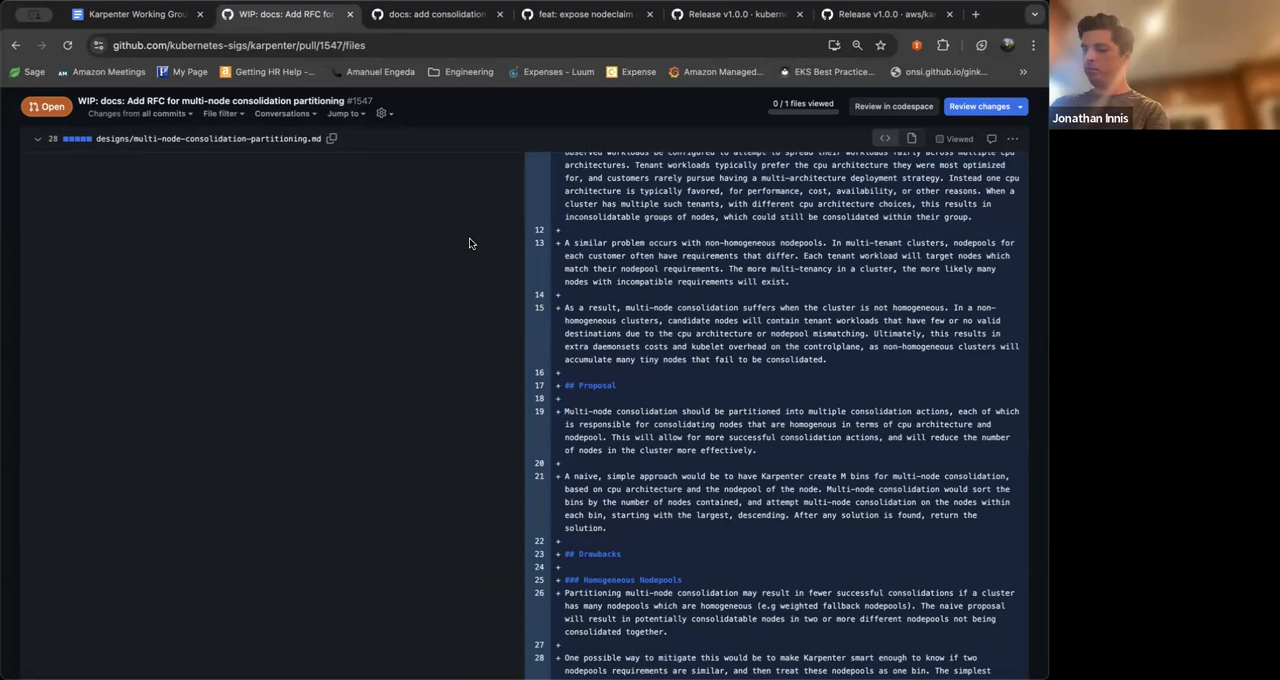 Karpenter Working Grou
WIP: docs: Add RFC for
docs: add consolidation
feat: expose nodeclaim
Release v1.0.0 · kubern
Release v1.0.0 · aws/kar
github.com/kubernetes-sigs/karpenter/pull/1547/files
Sage
Amazon Meetings
My Page
Getting HR Help -...
Amanuel Engeda
Engineering
Expenses - Luum
Expense
Amazon Managed...
EKS Best Practice...
onsi.github.io/gink...
Open
WIP: docs: Add RFC for multi-node consolidation partitioning #1547
Changes from all commits
File filter
Conversations
Jump to
0 / 1 files viewed
Review in codespace
Review changes
28 designs/multi-node-consolidation-partitioning.md
Viewed
observed workloads be configured to attempt to spread their workloads fairly across multiple cpu
architectures. Tenant workloads typically prefer the cpu architecture they were most optimized
for, and customers rarely pursue having a multi-architecture deployment strategy. Instead one cpu
architecture is typically favored, for performance, cost, availability, or other reasons. When a
cluster has multiple such tenants, with different cpu architecture choices, this results in
inconsolidatable groups of nodes, which could still be consolidated within their group.
12 +
13 + A similar problem occurs with non-homogeneous nodepools. In multi-tenant clusters, nodepools for
each customer often have requirements that differ. Each tenant workload will target nodes which
match their nodepool requirements. The more multi-tenancy in a cluster, the more likely many
nodes with incompatible requirements will exist.
14 +
15 + As a result, multi-node consolidation suffers when the cluster is not homogeneous. In a non-
homogeneous clusters, candidate nodes will contain tenant workloads that have few or no valid
destinations due to the cpu architecture or nodepool mismatching. Ultimately, this results in
extra daemonsets costs and kubelet overhead on the controlplane, as non-homogeneous clusters will
accumulate many tiny nodes that fail to be consolidated.
16 +
17 + ## Proposal
18 +
19 + Multi-node consolidation should be partitioned into multiple consolidation actions, each of which
is responsible for consolidating nodes that are homogenous in terms of cpu architecture and
nodepool. This will allow for more successful consolidation actions, and will reduce the number
of nodes in the cluster more effectively.
20 +
21 + A naive, simple approach would be to have Karpenter create M bins for multi-node consolidation,
based on cpu architecture and the nodepool of the node. Multi-node consolidation would sort the
bins by the number of nodes contained, and attempt multi-node consolidation on the nodes within
each bin, starting with the largest, descending. After any solution is found, return the
solution.
22 +
23 + ## Drawbacks
24 +
25 + ### Homogeneous Nodepools
26 + Partitioning multi-node consolidation may result in fewer successful consolidations if a cluster
has many nodepools which are homogeneous (e.g weighted fallback nodepools). The naive proposal
will result in potentially consolidatable nodes in two or more different nodepools not being
consolidated together.
27 +
28 + One possible way to mitigate this would be to make Karpenter smart enough to know if two
nodepools requirements are similar, and then treat these nodepools as one bin. The simplest
Jonathan Innis